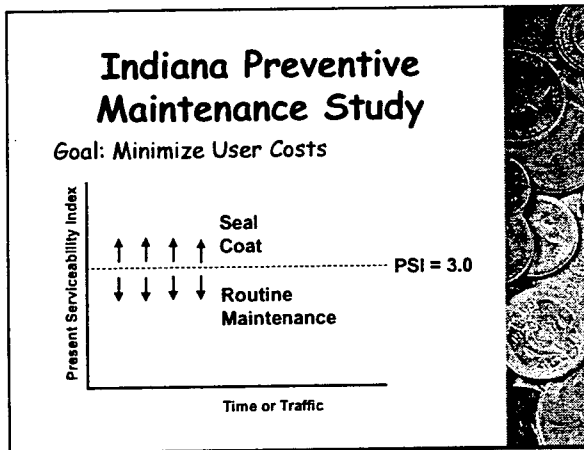 Indiana Preventive
Maintenance Study
Goal: Minimize User Costs
Present Serviceability Index
Seal
Coat
PSI = 3.0
Routine
Maintenance
Time or Traffic